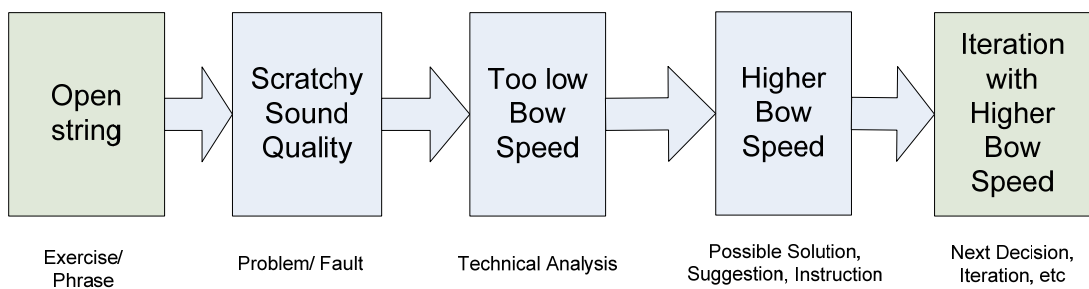 Open
string
Scratchy
Sound
Quality
Too low
Bow
Speed
Higher
Bow
Speed
Iteration
with
Higher
Bow
Speed
Exercise/
Phrase
Problem/ Fault
Technical Analysis
Possible Solution,
Suggestion, Instruction
Next Decision,
Iteration, etc